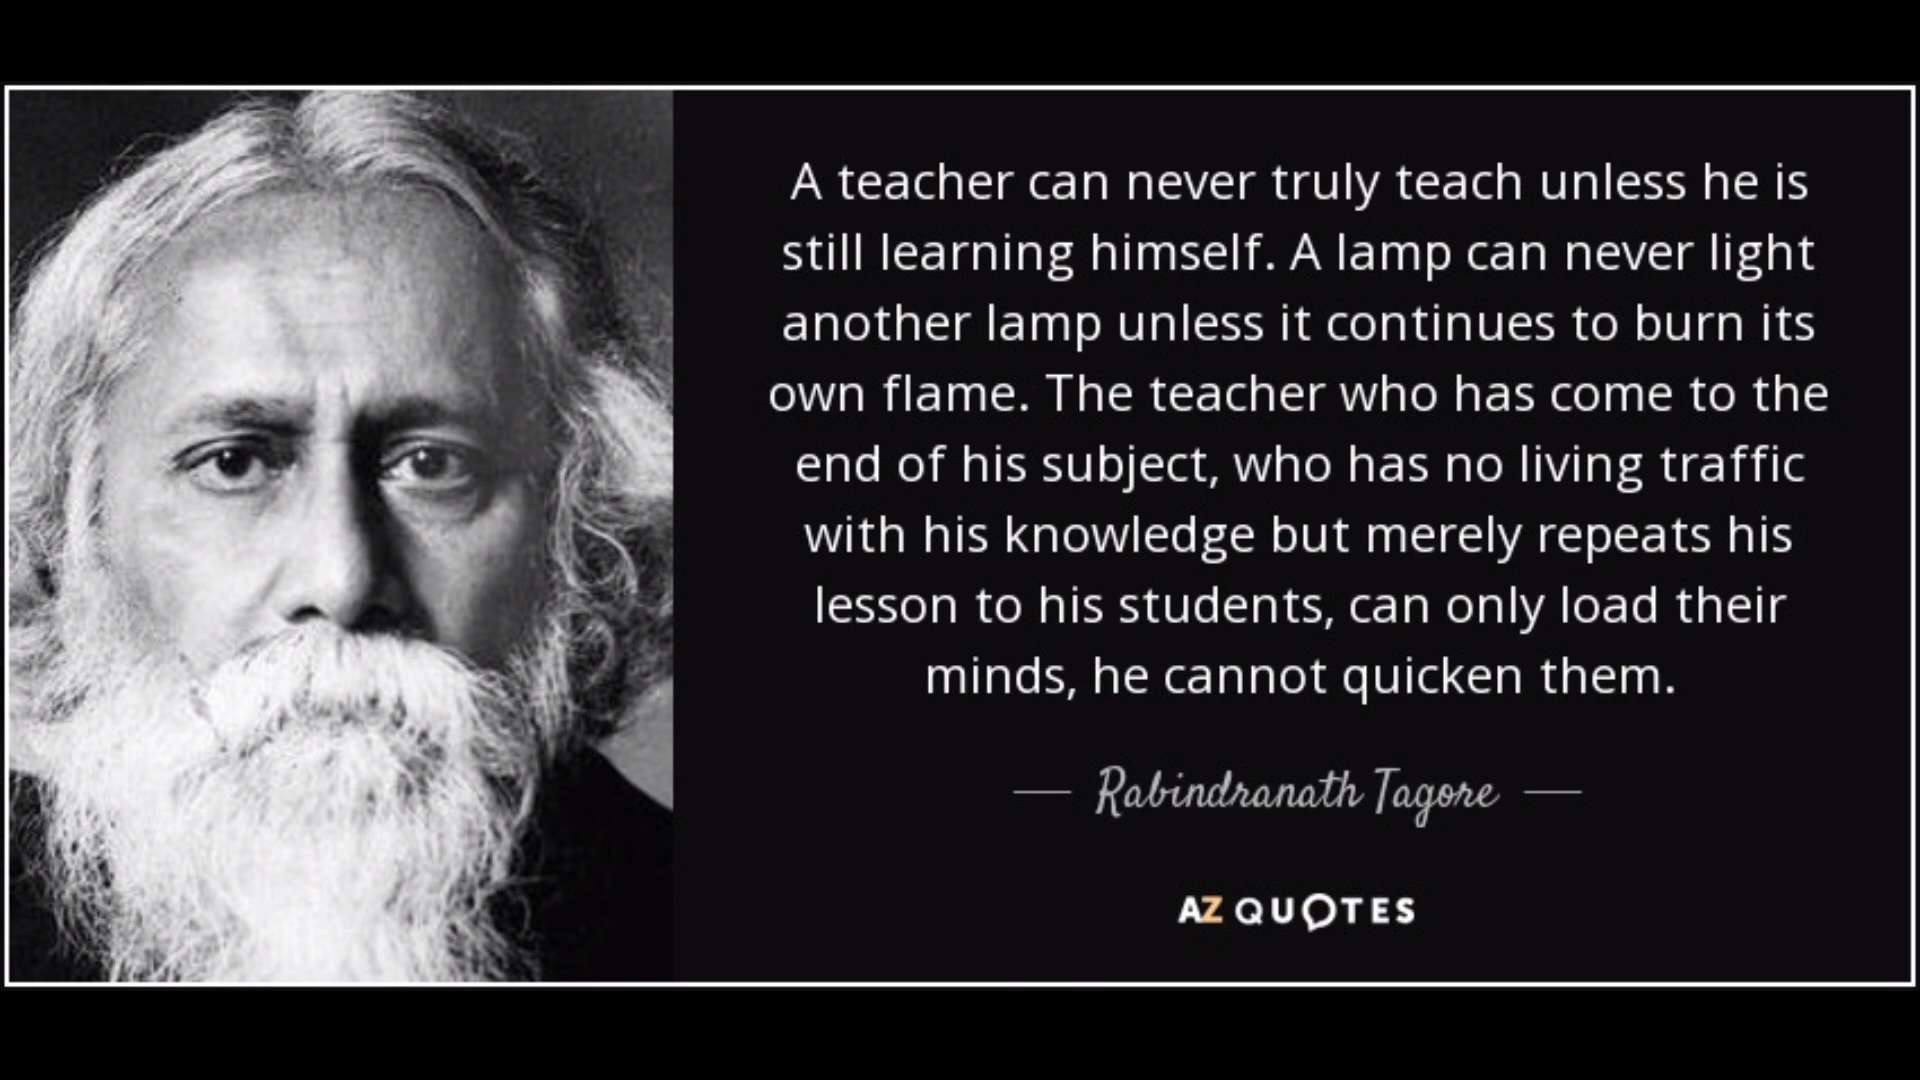 A teacher can never truly teach unless he is
still learning himself. A lamp can never light
another lamp unless it continues to burn its
own flame. The teacher who has come to the
end of his subject, who has no living traffic
with his knowledge but merely repeats his
lesson to his students, can only load their
minds, he cannot quicken them.
Rabindranath Tagore
AZ QUOTES